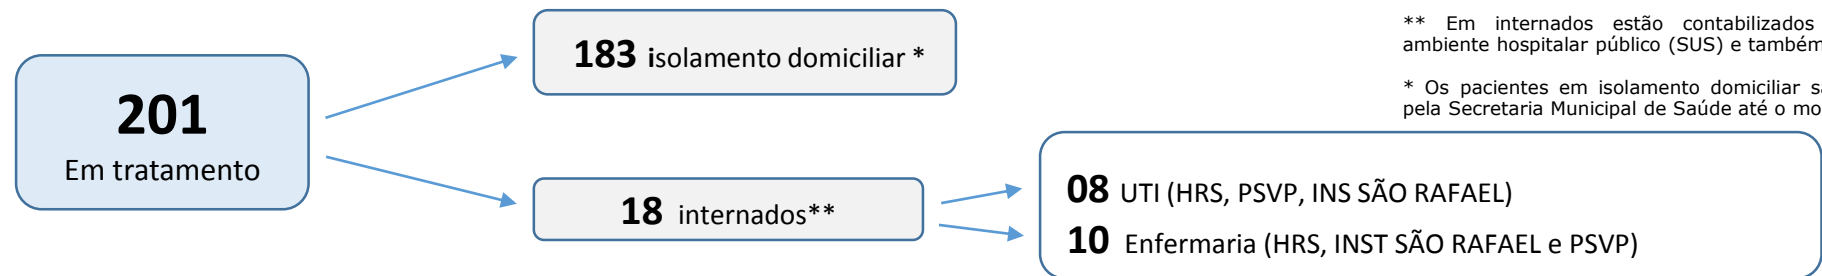 201
Em tratamento
183 isolamento domiciliar *
18 internados**
** Em internados estão contabilizados
ambiente hospitalar público (SUS) e também
* Os pacientes em isolamento domiciliar
pela Secretaria Municipal de Saúde até o
08 UTI (HRS, PSVP, INS SÃO RAFAEL)
10 Enfermaria (HRS, INST SÃO RAFAEL e PSVP)